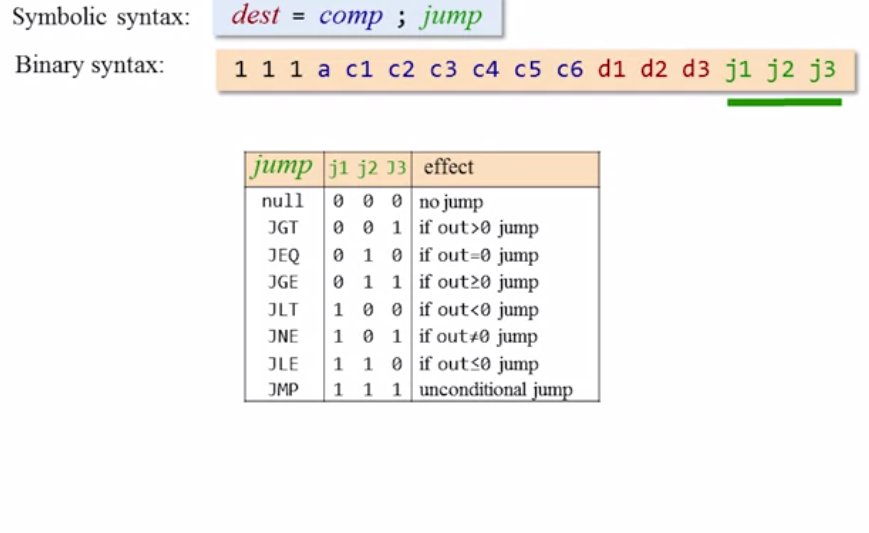 Symbolic syntax: dest = comp ; jump
Binary syntax: 1 1 1 a c1 c2 c3 c4 c5 c6 d1 d2 d3 j1 j2 j3
jump j1 j2 J3 effect
null 0 0 0 no jump
JGT 0 0 1 if out>0 jump
JEQ 0 1 0 if out=0 jump
JGE 0 1 1 if out≥0 jump
JLT 1 0 0 if out<0 jump
JNE 1 0 1 if out≠0 jump
JLE 1 1 0 if out≤0 jump
JMP 1 1 1 unconditional jump